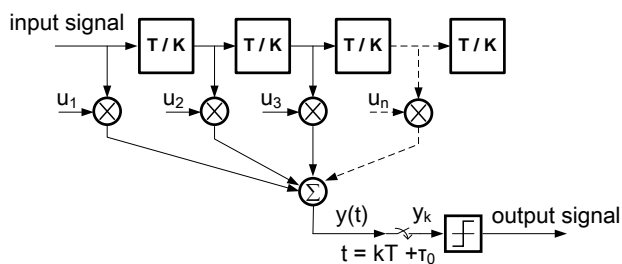 input signal
T / K T / K T / K T / K
u1 u2 u3 un
Σ
y(t) yk output signal
t = kT +τ0